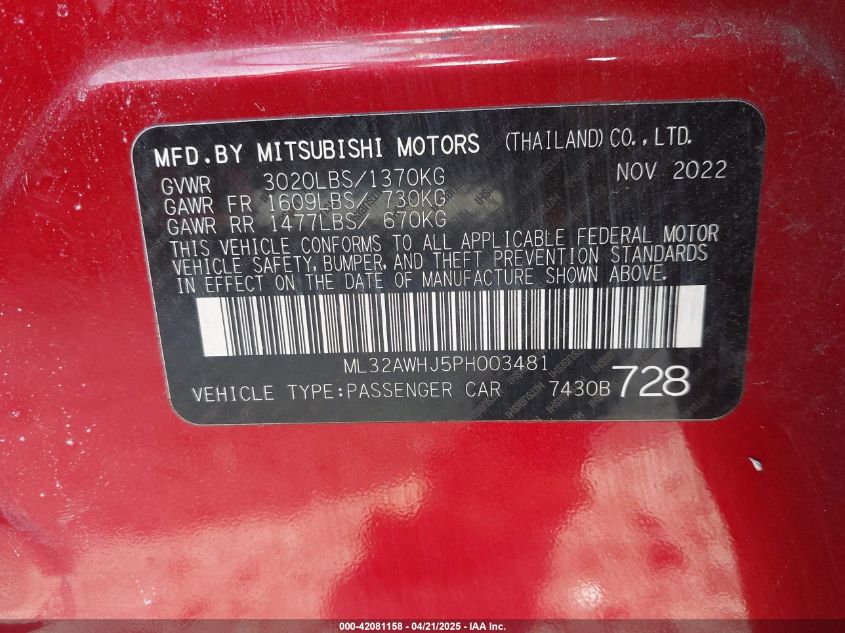 MFD.BY MITSUBISHI MOTORS (THAILAND) CO., LTD.
GVWR 3020LBS/1370KG NOV 2022
GAWR FR 1609LBS/ 730KG
GAWR RR 1477LBS/ 670KG
THIS VEHICLE CONFORMS TO ALL APPLICABLE FEDERAL MOTOR
VEHICLE SAFETY, BUMPER, AND THEFT PREVENTION STANDARDS
IN EFFECT ON THE DATE OF MANUFACTURE SHOWN ABOVE.
ML32AWHJ5PH003481
VEHICLE TYPE:PASSENGER CAR 7430B 728
000-42081158 - 04/21/2025 - IAA Inc.